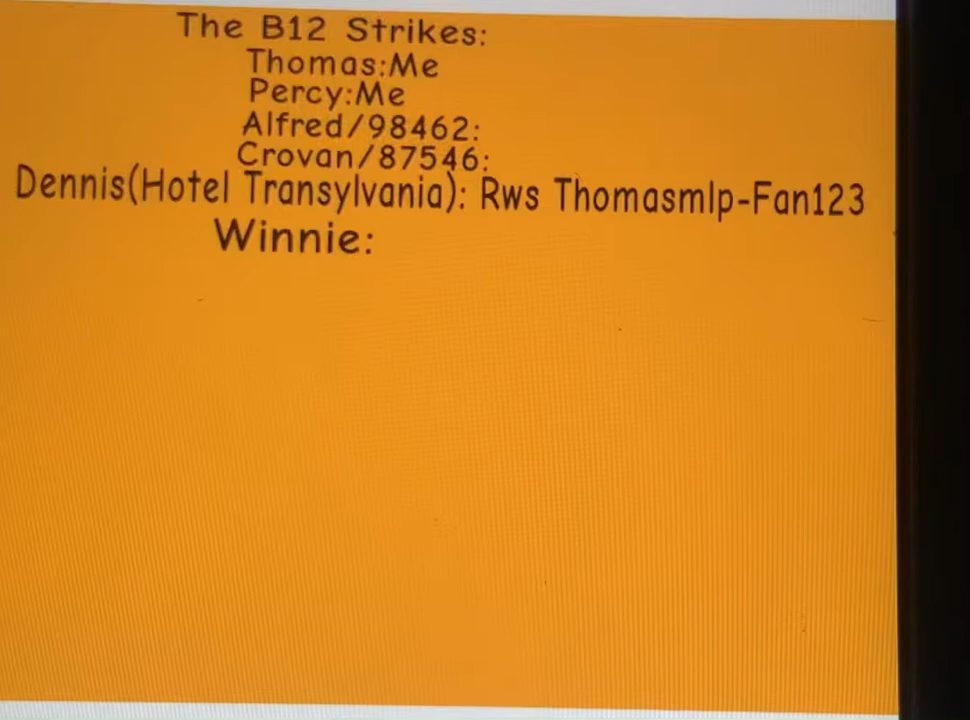 The B12 Strikes:
Thomas:Me
Percy:Me
Alfred/98462:
Crovan/87546:
Dennis(Hotel Transylvania): Rws Thomasmlp-Fan123
Winnie: